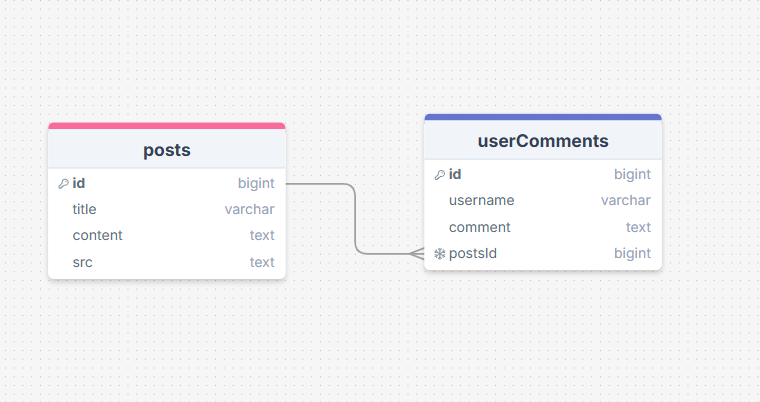 posts
id bigint
title varchar
content text
src text
userComments
id bigint
username varchar
comment text
postsId bigint